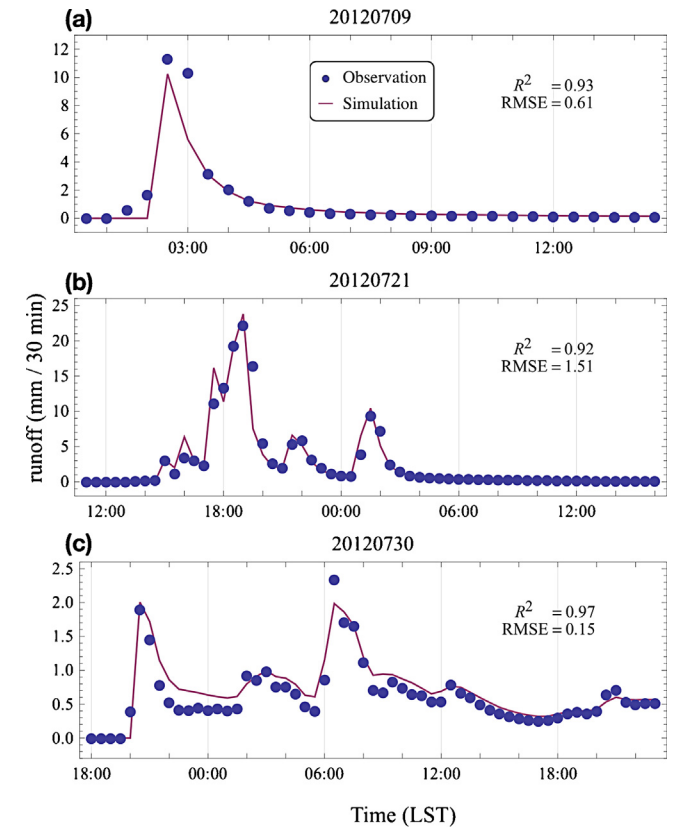 (a)
20120709
12
10
8
6
4
2
0
Observation
Simulation
R² = 0.93
RMSE = 0.61
03:00 06:00 09:00 12:00
(b)
20120721
25
20
15
10
5
0
R² = 0.92
RMSE = 1.51
12:00 18:00 00:00 06:00 12:00
runoff (mm / 30 min)
(c)
20120730
2.5
2.0
1.5
1.0
0.5
0.0
R² = 0.97
RMSE = 0.15
18:00 00:00 06:00 12:00 18:00
Time (LST)